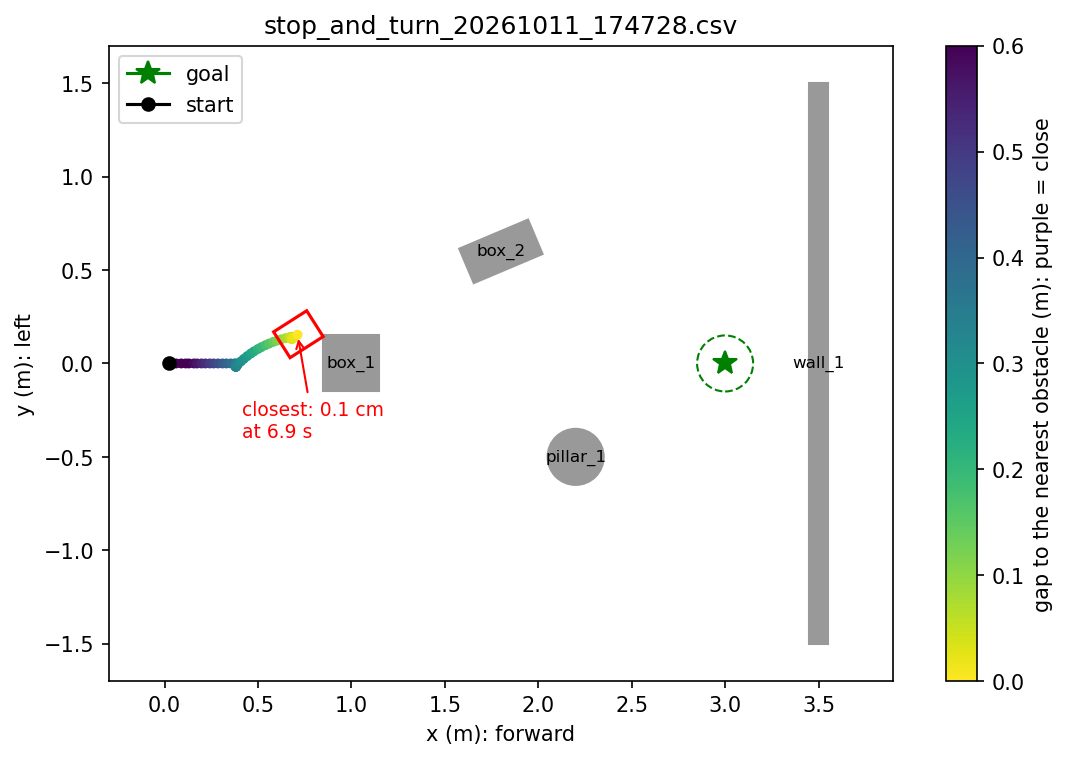 stop_and_turn_20261011_174728.csv
goal
start
1.5
1.0
0.5
0.0
−0.5
−1.0
−1.5
y (m): left
box_2
box_1
wall_1
pillar_1
closest: 0.1 cm
at 6.9 s
0.0
0.5
1.0
1.5
2.0
2.5
3.0
3.5
x (m): forward
0.6
0.5
0.4
0.3
0.2
0.1
0.0
gap to the nearest obstacle (m): purple = close